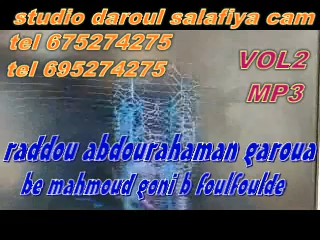 studio daroul salafiya cam
tel 675274275
tel 695274275
VOL2
MP3
raddou abdourahaman garoua
be mahmoud goni b foulfoulde